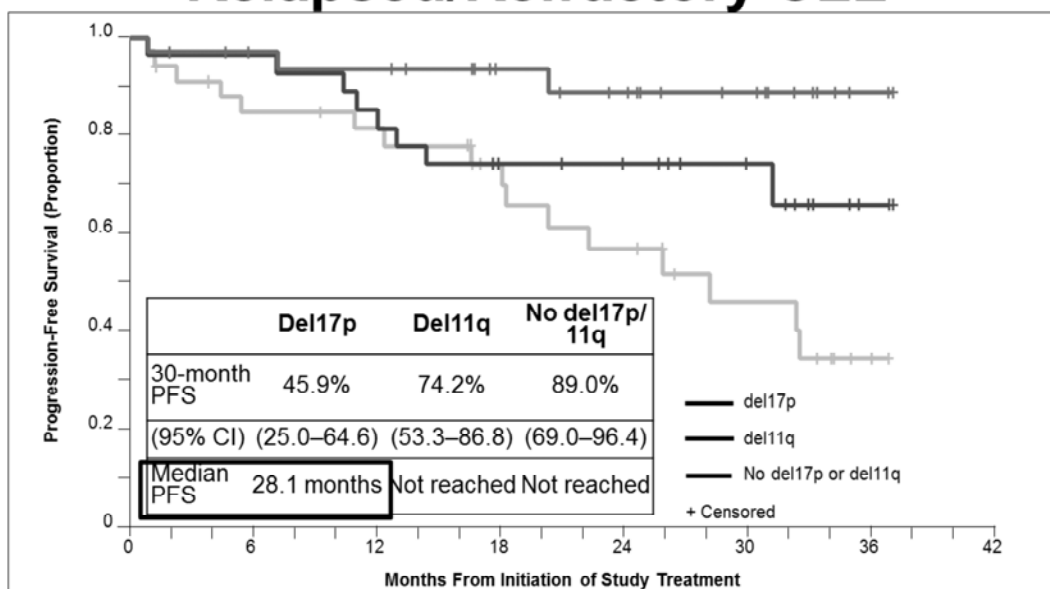 1.0
0.8
0.6
0.4
0.2
0
Progression-Free Survival (Proportion)
Del17p Del11q No del17p/
11q
30-month
PFS 45.9% 74.2% 89.0%
(95% CI) (25.0–64.6) (53.3–86.8) (69.0–96.4)
Median
PFS 28.1 months Not reached Not reached
del17p
del11q
No del17p or del11q
+ Censored
0 6 12 18 24 30 36 42
Months From Initiation of Study Treatment